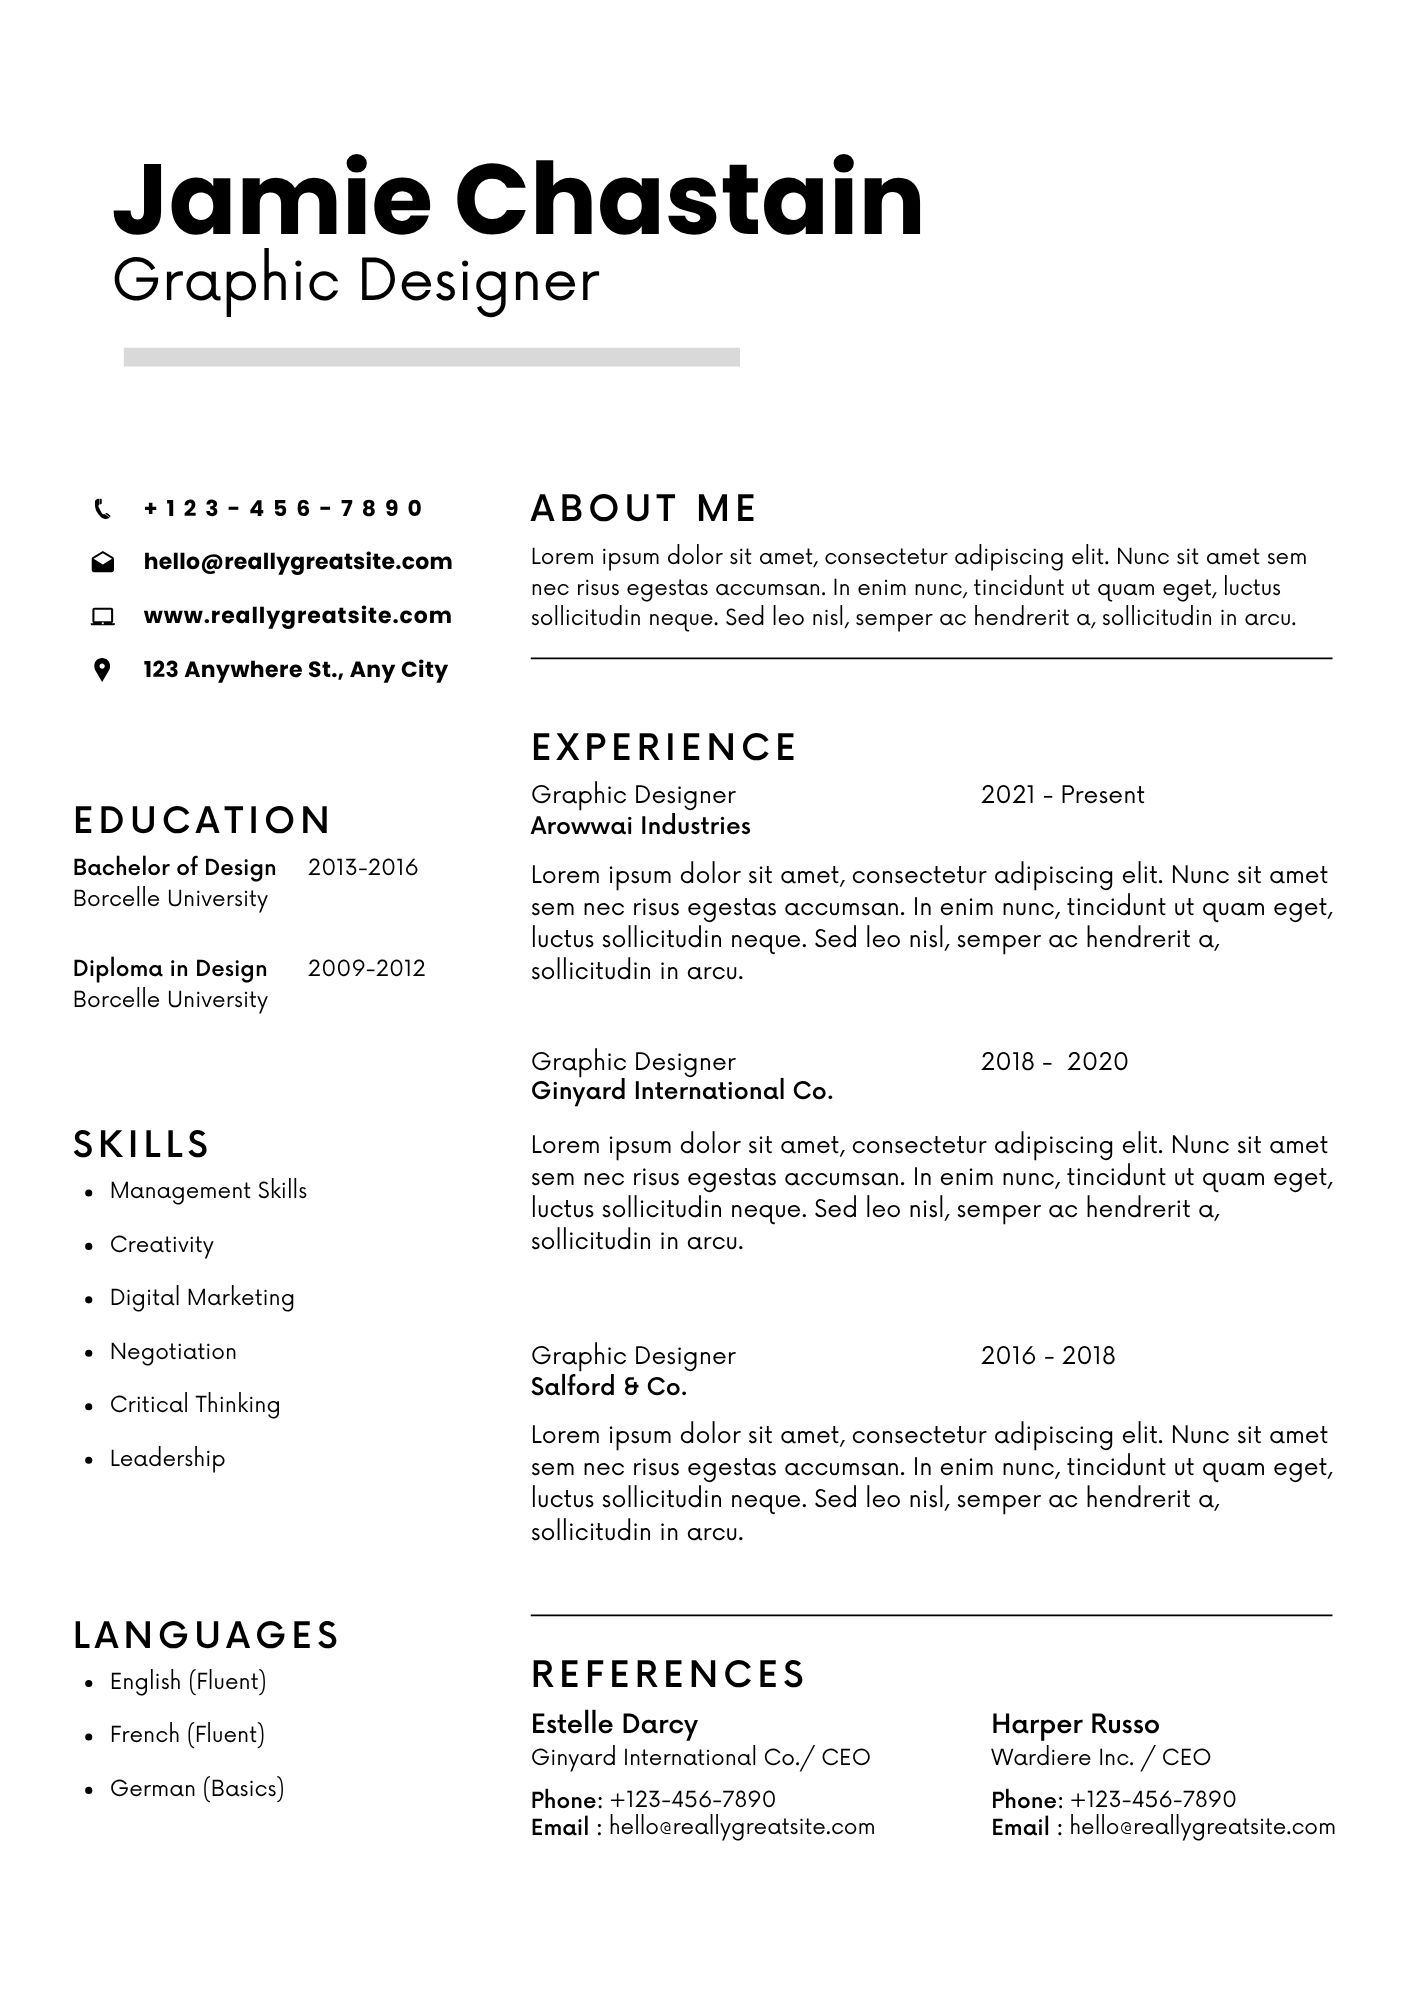 Jamie Chastain
Graphic Designer
+123-456-7890
hello@reallygreatsite.com
www.reallygreatsite.com
123 Anywhere St., Any City
EDUCATION
Bachelor of Design 2013-2016
Borcelle University
Diploma in Design 2009-2012
Borcelle University
SKILLS
• Management Skills
• Creativity
• Digital Marketing
• Negotiation
• Critical Thinking
• Leadership
LANGUAGES
• English (Fluent)
• French (Fluent)
• German (Basics)
ABOUT ME
Lorem ipsum dolor sit amet, consectetur adipiscing elit. Nunc sit amet sem
nec risus egestas accumsan. In enim nunc, tincidunt ut quam eget, luctus
sollicitudin neque. Sed leo nisl, semper ac hendrerit a, sollicitudin in arcu.
EXPERIENCE
Graphic Designer 2021 - Present
Arowwai Industries
Lorem ipsum dolor sit amet, consectetur adipiscing elit. Nunc sit amet
sem nec risus egestas accumsan. In enim nunc, tincidunt ut quam eget,
luctus sollicitudin neque. Sed leo nisl, semper ac hendrerit a,
sollicitudin in arcu.
Graphic Designer 2018 - 2020
Ginyard International Co.
Lorem ipsum dolor sit amet, consectetur adipiscing elit. Nunc sit amet
sem nec risus egestas accumsan. In enim nunc, tincidunt ut quam eget,
luctus sollicitudin neque. Sed leo nisl, semper ac hendrerit a,
sollicitudin in arcu.
Graphic Designer 2016 - 2018
Salford & Co.
Lorem ipsum dolor sit amet, consectetur adipiscing elit. Nunc sit amet
sem nec risus egestas accumsan. In enim nunc, tincidunt ut quam eget,
luctus sollicitudin neque. Sed leo nisl, semper ac hendrerit a,
sollicitudin in arcu.
REFERENCES
Estelle Darcy
Ginyard International Co./ CEO
Phone: +123-456-7890
Email : hello@reallygreatsite.com
Harper Russo
Wardiere Inc. / CEO
Phone: +123-456-7890
Email : hello@reallygreatsite.com